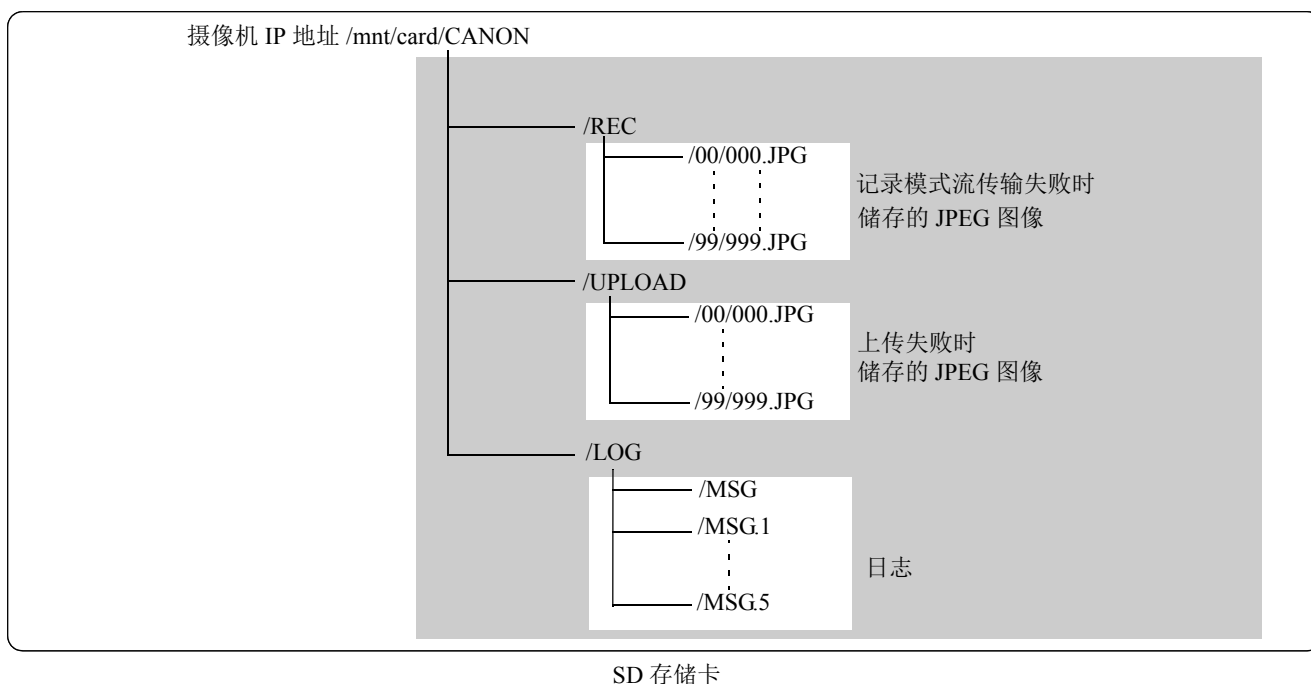 摄像机 IP 地址 /mnt/card/CANON
/REC
/00/000.JPG
/99/999.JPG
记录模式流传输失败时
储存的 JPEG 图像
/UPLOAD
/00/000.JPG
/99/999.JPG
上传失败时
储存的 JPEG 图像
/LOG
/MSG
/MSG.1
/MSG.5
日志
SD 存储卡